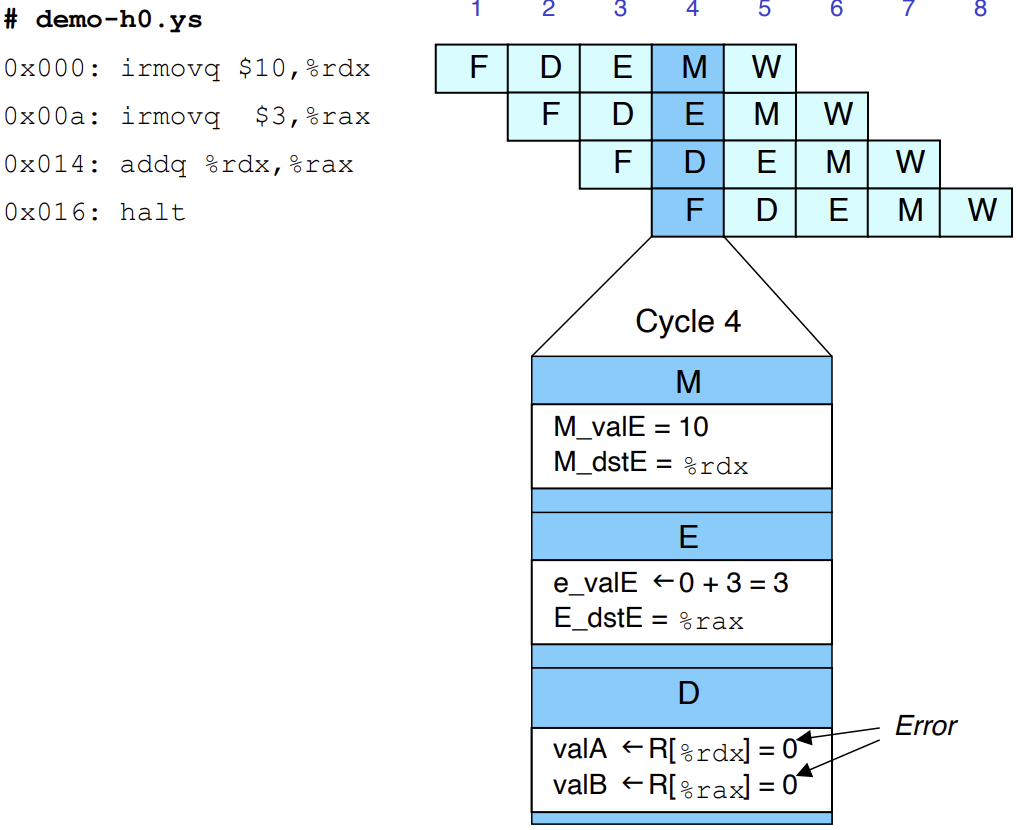 # demo-h0.ys
1 2 3 4 5 6 7 8
0x000: irmovq $10,%rdx F D E M W
0x00a: irmovq  $3,%rax F D E M W
0x014: addq %rdx,%rax F D E M W
0x016: halt F D E M W
Cycle 4
M
M_valE = 10
M_dstE = %rdx
E
e_valE ← 0 + 3 = 3
E_dstE = %rax
D
valA ← R[%rdx] = 0
valB ← R[%rax] = 0
Error